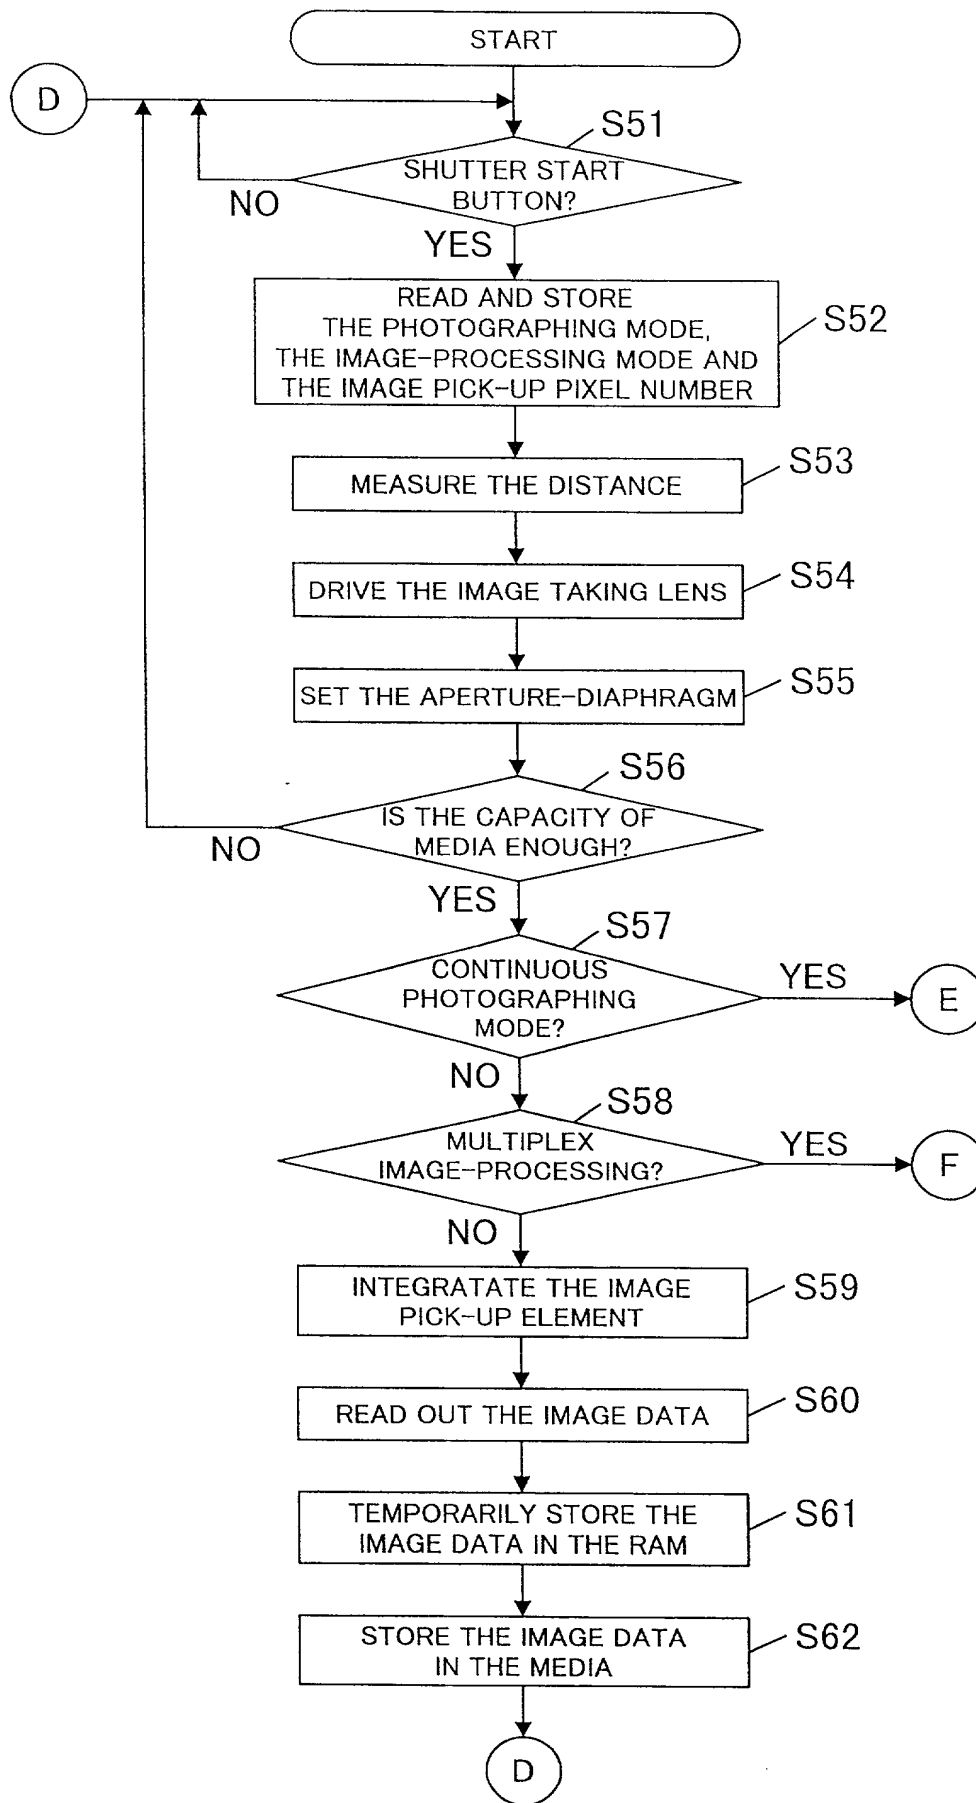 START
D
S51
SHUTTER START
BUTTON?
NO
YES
READ AND STORE
THE PHOTOGRAPHING MODE,
THE IMAGE-PROCESSING MODE AND
THE IMAGE PICK-UP PIXEL NUMBER
S52
S53
MEASURE THE DISTANCE
S54
DRIVE THE IMAGE TAKING LENS
S55
SET THE APERTURE-DIAPHRAGM
S56
IS THE CAPACITY OF
MEDIA ENOUGH?
NO
YES
S57
CONTINUOUS
PHOTOGRAPHING
MODE?
YES
E
NO
S58
MULTIPLEX
IMAGE-PROCESSING?
YES
F
NO
INTEGRATATE THE IMAGE
PICK-UP ELEMENT
S59
READ OUT THE IMAGE DATA
S60
TEMPORARILY STORE THE
IMAGE DATA IN THE RAM
S61
STORE THE IMAGE DATA
IN THE MEDIA
S62
D